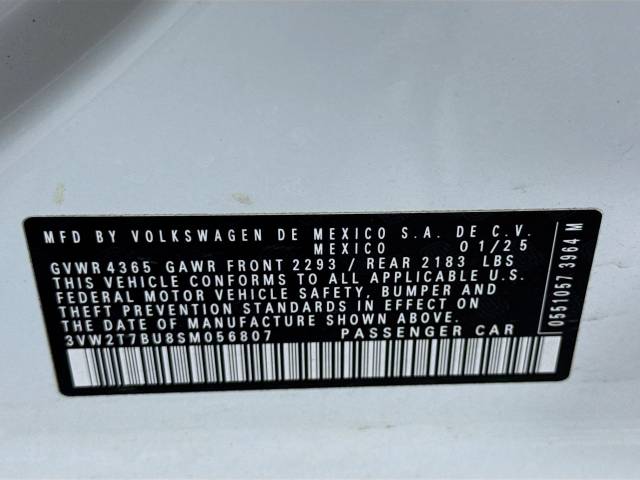 MFD BY VOLKSWAGEN DE MEXICO S.A. DE C.V.
MEXICO 01/25
GVWR 4365 GAWR FRONT 2293 / REAR 2183 LBS
THIS VEHICLE CONFORMS TO ALL APPLICABLE U.S.
FEDERAL MOTOR VEHICLE SAFETY, BUMPER AND
THEFT PREVENTION STANDARDS IN EFFECT ON
THE DATE OF MANUFACTURE SHOWN ABOVE.
3VW2T7BU8SM056807 PASSENGER CAR
0551057 3964 M